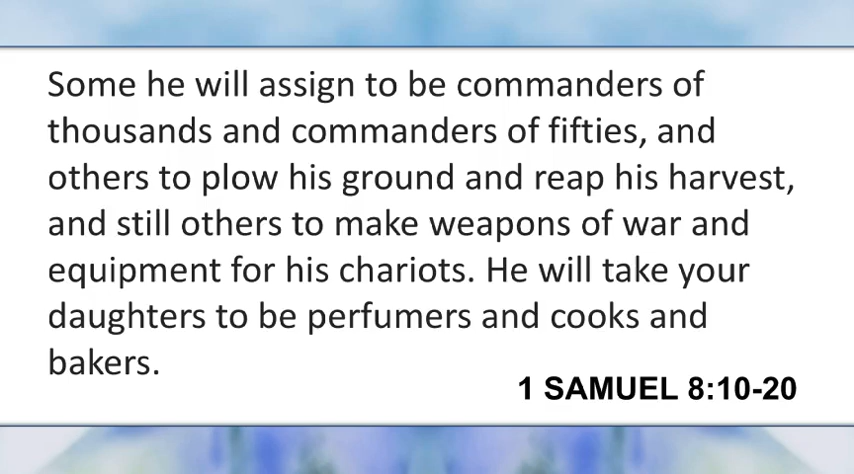 Some he will assign to be commanders of
thousands and commanders of fifties, and
others to plow his ground and reap his harvest,
and still others to make weapons of war and
equipment for his chariots. He will take your
daughters to be perfumers and cooks and
bakers.
1 SAMUEL 8:10-20